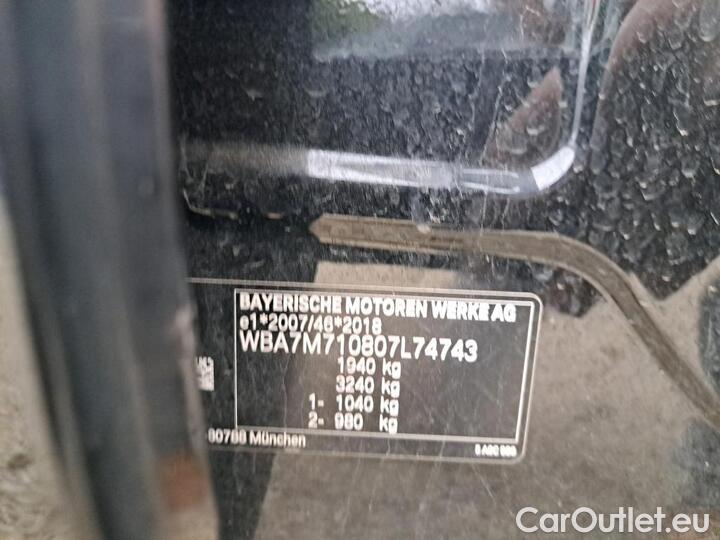 BAYERISCHE MOTOREN WERKE AG
e1*2007/46*2018
WBA7M710807L74743
1940 kg
3240 kg
1- 1040 kg
2- 980 kg
-80788 München
CarOutlet.eu